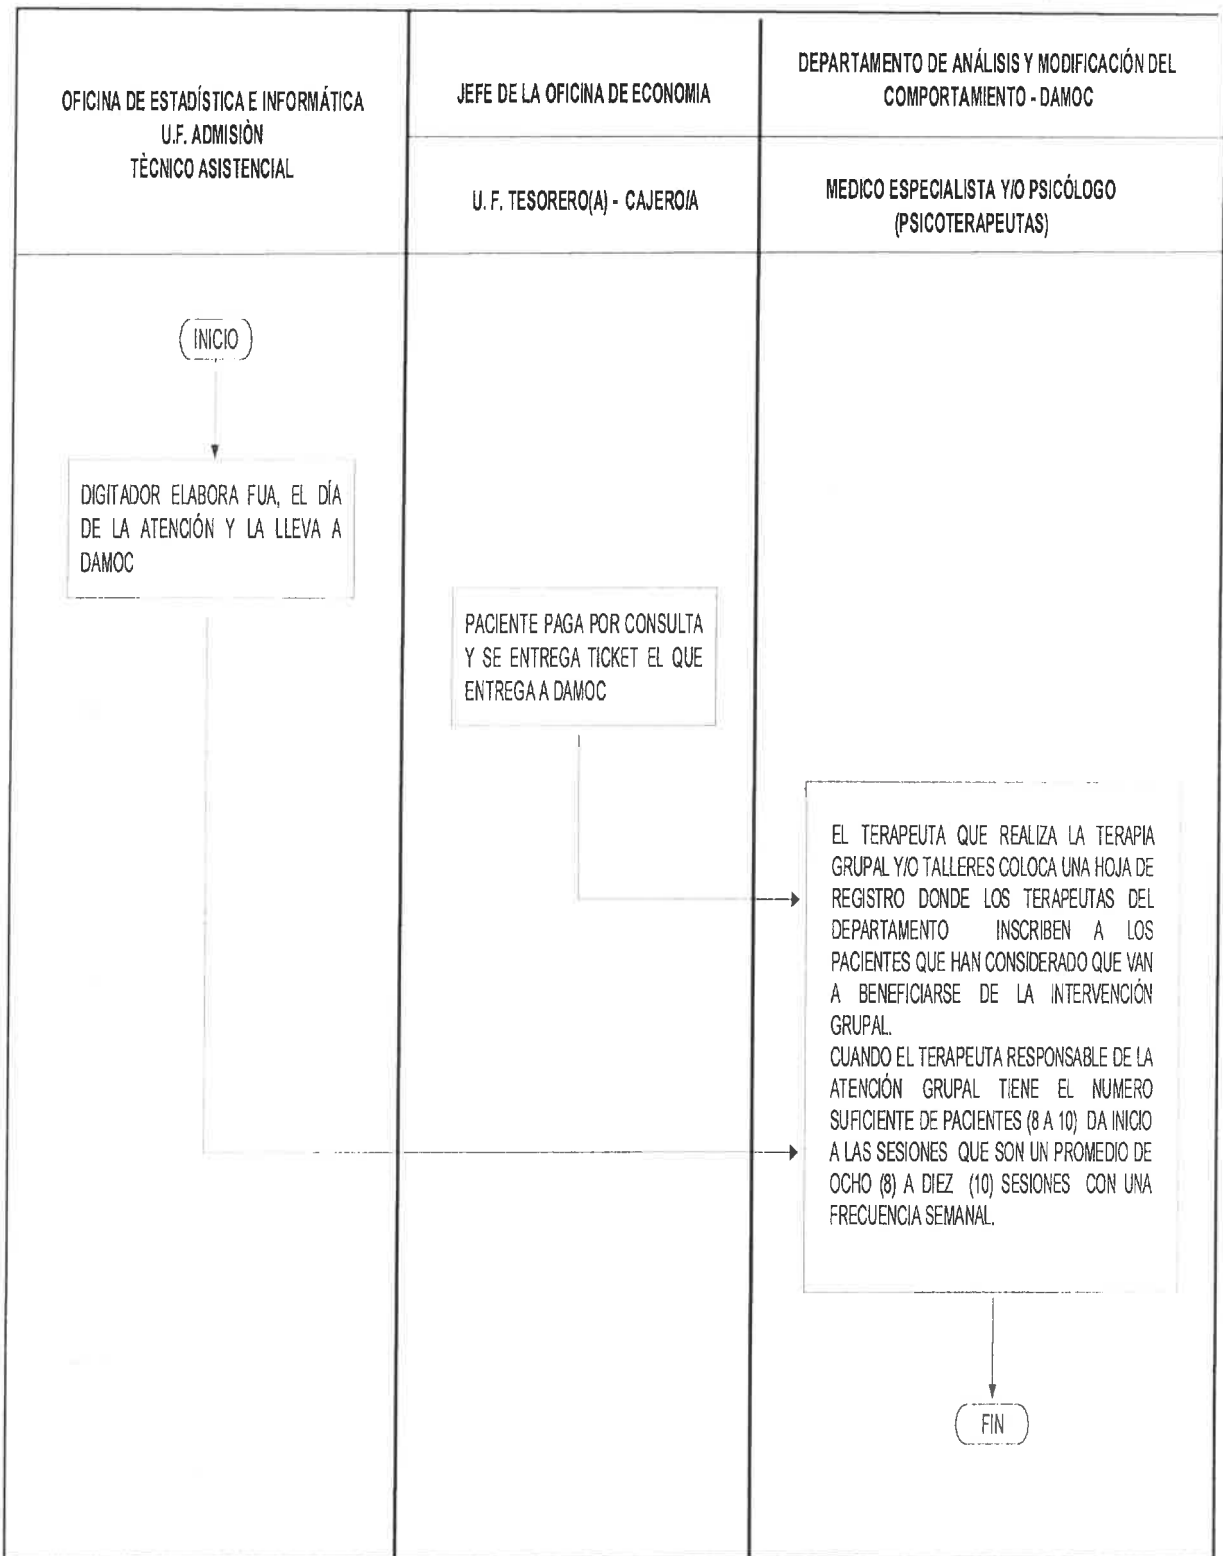 OFICINA DE ESTADÍSTICA E INFORMÁTICA
U.F. ADMISIÒN
TÈCNICO ASISTENCIAL
JEFE DE LA OFICINA DE ECONOMIA
U. F. TESORERO(A) - CAJERO/A
DEPARTAMENTO DE ANÁLISIS Y MODIFICACIÓN DEL
COMPORTAMIENTO - DAMOC
MEDICO ESPECIALISTA Y/O PSICÓLOGO
(PSICOTERAPEUTAS)
INICIO
DIGITADOR ELABORA FUA, EL DÍA
DE LA ATENCIÓN Y LA LLEVA A
DAMOC
PACIENTE PAGA POR CONSULTA
Y SE ENTREGA TICKET EL QUE
ENTREGA A DAMOC
EL TERAPEUTA QUE REALIZA LA TERAPIA
GRUPAL Y/O TALLERES COLOCA UNA HOJA DE
REGISTRO DONDE LOS TERAPEUTAS DEL
DEPARTAMENTO INSCRIBEN A LOS
PACIENTES QUE HAN CONSIDERADO QUE VAN
A BENEFICIARSE DE LA INTERVENCIÓN
GRUPAL.
CUANDO EL TERAPEUTA RESPONSABLE DE LA
ATENCIÓN GRUPAL TIENE EL NUMERO
SUFICIENTE DE PACIENTES (8 A 10) DA INICIO
A LAS SESIONES QUE SON UN PROMEDIO DE
OCHO (8) A DIEZ (10) SESIONES CON UNA
FRECUENCIA SEMANAL.
FIN